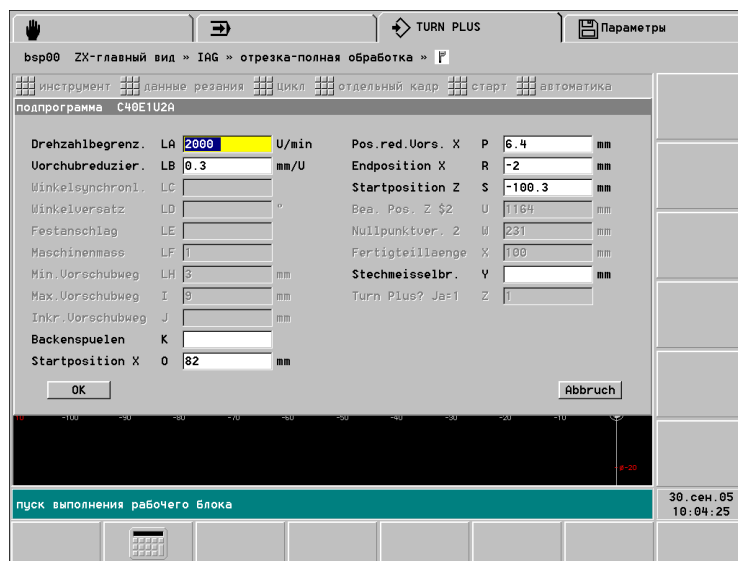 TURN PLUS
Параметры
bsp00 ZX-главный вид » IAG » отрезка-полная обработка »
инструмент данные резания Цикл отдельный кадр старт автоматика
подпрограмма C40E1U2A
Drehzahlbegrenz. LA 2000 U/min Pos.red.Vors. X P 6.4 mm
Vorchubreduzier. LB 0.3 mm/U Endposition X R -2 mm
Winkelsynchronl. LC Startposition Z S -100.3 mm
Winkelversatz LD ° Bea. Pos. Z $2 U 1164 mm
Festanschlag LE Nullpunktver. 2 W 231 mm
Maschinenmass LF 1 Fertigteillaenge X 100 mm
Min.Vorschubweg LH 3 mm Stechmeisselbr. Y mm
Max.Vorschubweg I 9 mm Turn Plus? Ja=1 Z 1
Inkr.Vorschubweg J mm
Backenspuelen K
Startposition X O 82 mm
OK Abbruch
10 -100 -90 -80 -70 -60 -50 -40 -30 -20 -10
ø-20
пуск выполнения рабочего блока
30.сен.05
10:04:25